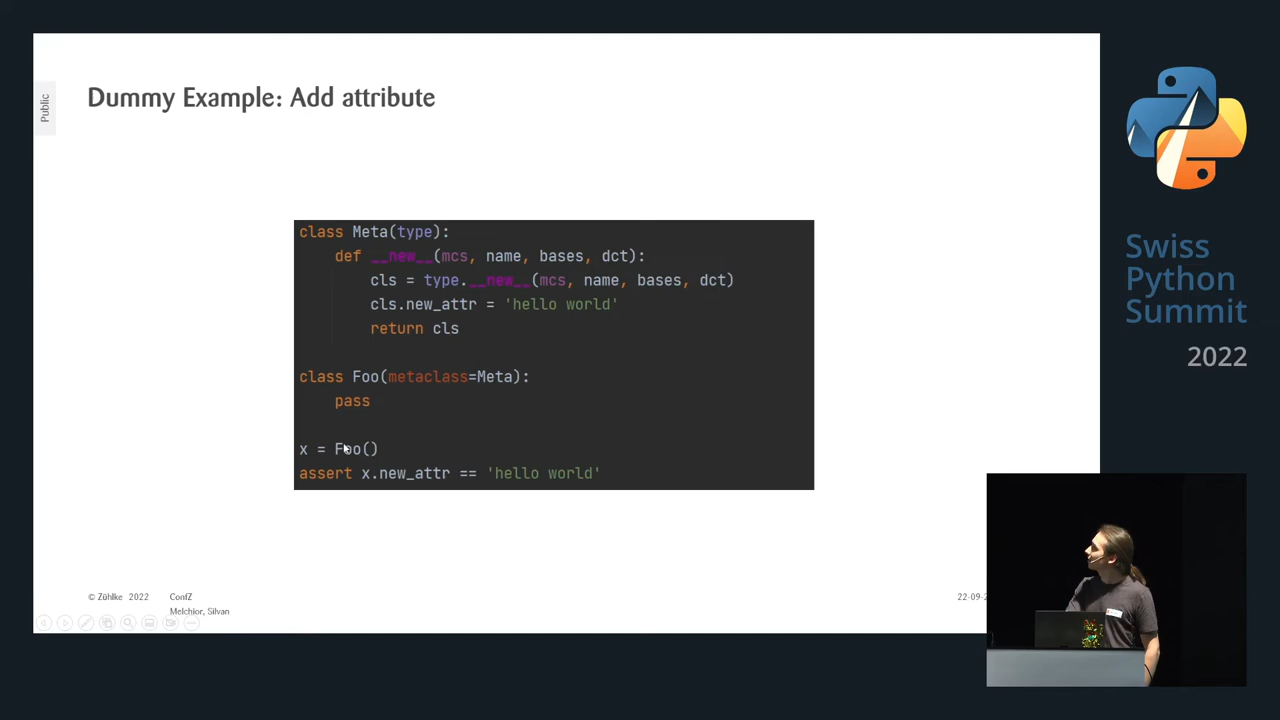 Public
Dummy Example: Add attribute
class Meta(type):
    def __new__(mcs, name, bases, dct):
        cls = type.__new__(mcs, name, bases, dct)
        cls.new_attr = 'hello world'
        return cls
class Foo(metaclass=Meta):
    pass
x = Foo()
assert x.new_attr == 'hello world'
© Zühlke 2022
ConfZ
Melchior, Silvan
22-09-2
Swiss
Python
Summit
2022